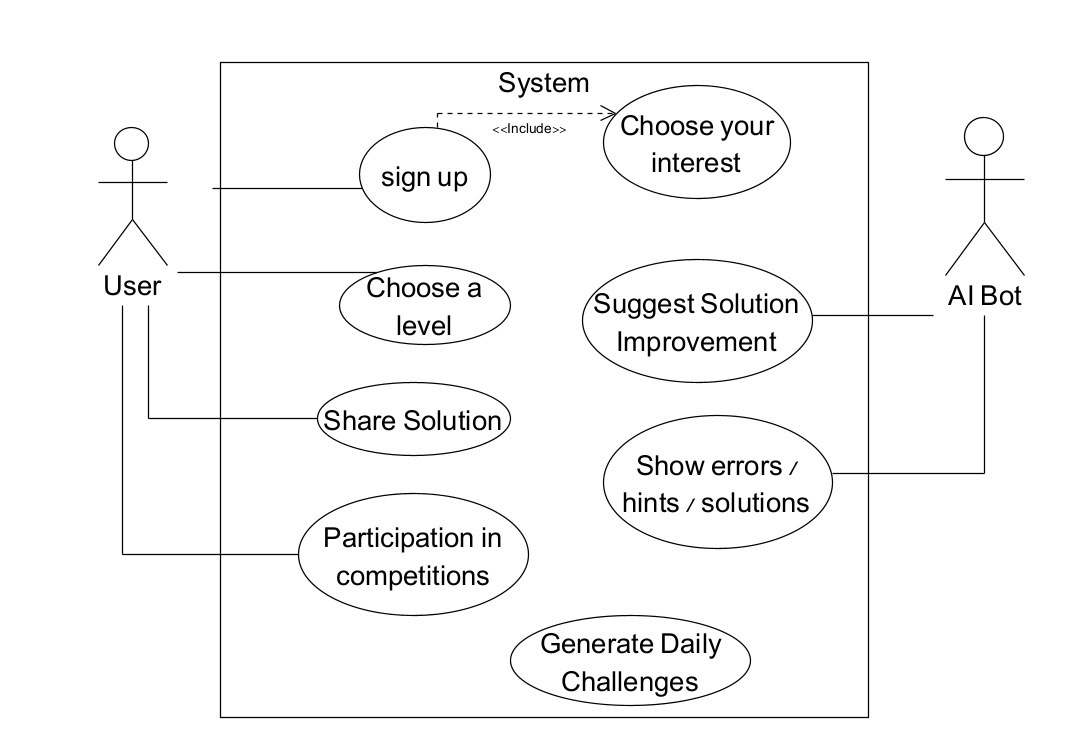 System
Choose your
interest
<<Include>>
sign up
User
Choose a
level
Suggest Solution
Improvement
AI Bot
Share Solution
Show errors /
hints / solutions
Participation in
competitions
Generate Daily
Challenges